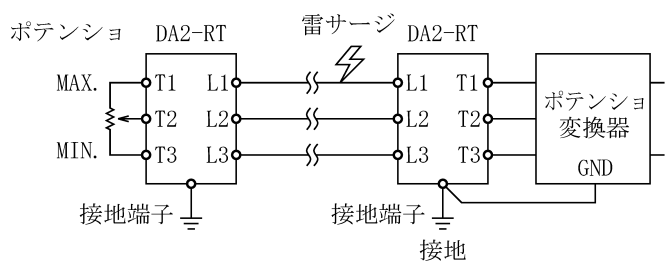 ポテンショ DA2-RT 雷サージ DA2-RT
MAX. T1 L1 L1 T1
T2 L2 L2 T2 ポテンショ
変換器
MIN. T3 L3 L3 T3
GND
接地端子 接地端子
接地